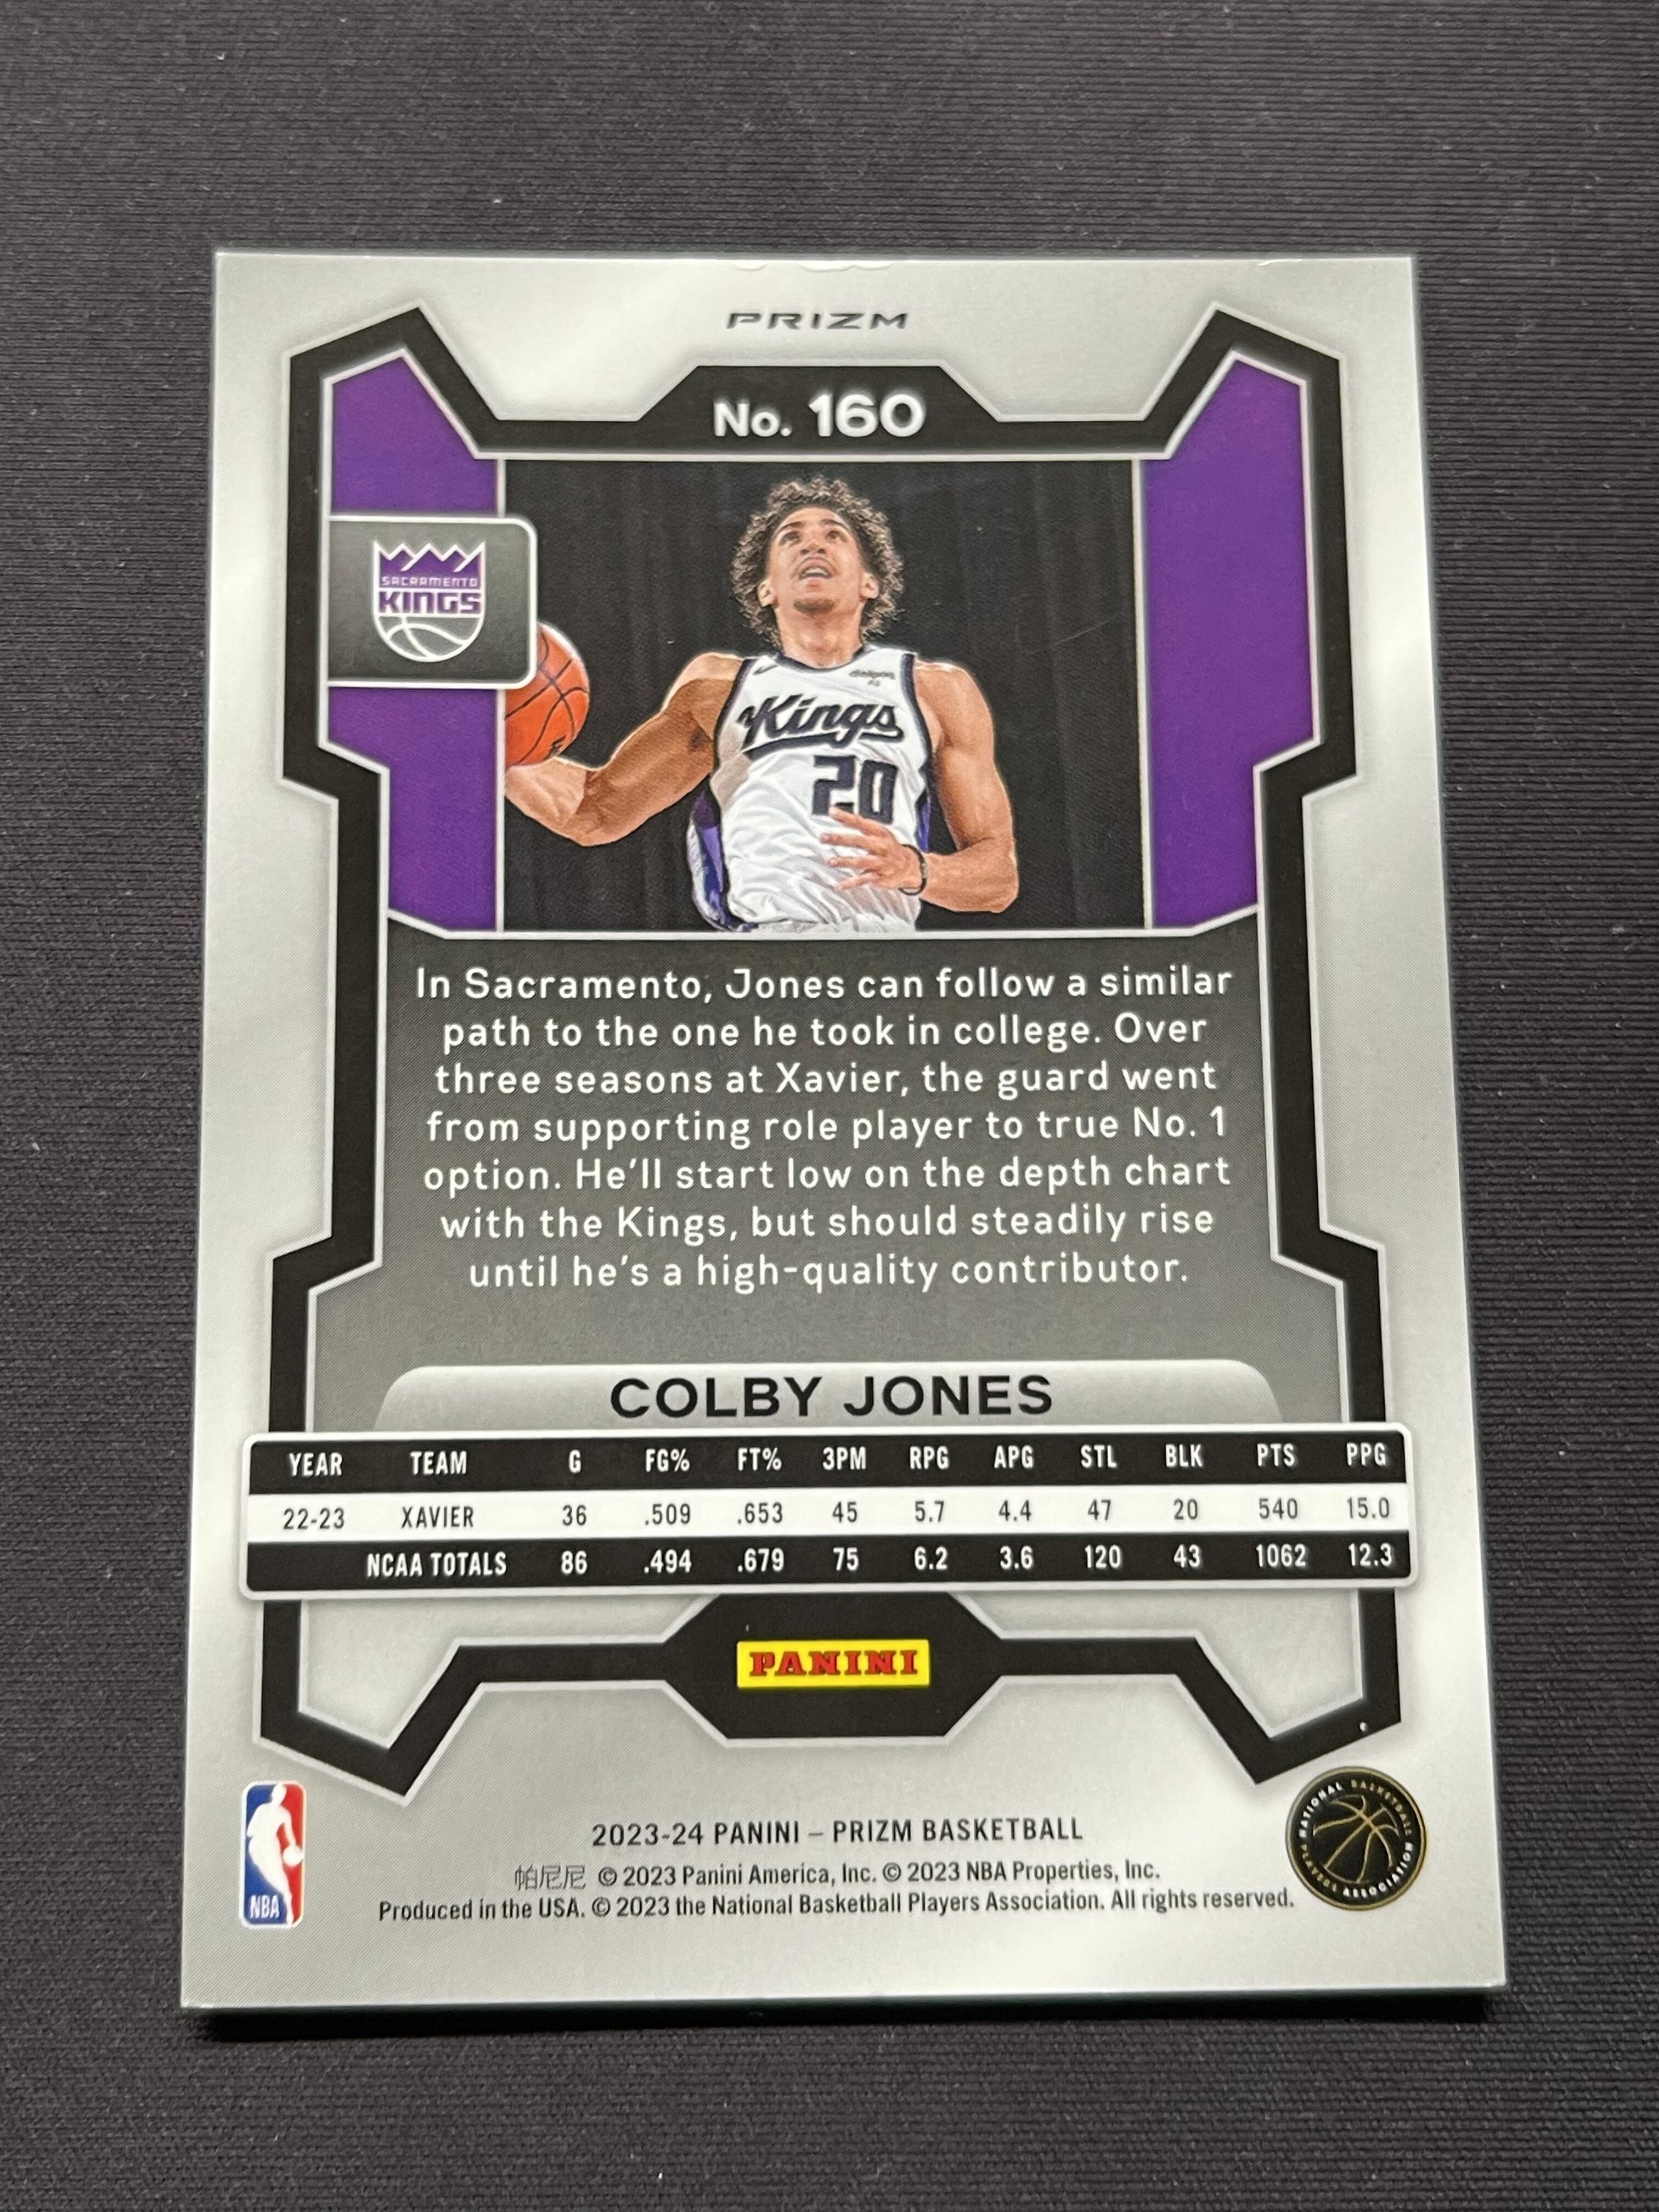 PRIZM
No. 160
SACRAMENTO
KINGS
Kings
20
In Sacramento, Jones can follow a similar
path to the one he took in college. Over
three seasons at Xavier, the guard went
from supporting role player to true No. 1
option. He'll start low on the depth chart
with the Kings, but should steadily rise
until he's a high-quality contributor.
COLBY JONES
YEAR TEAM G FG% FT% 3PM RPG APG STL BLK PTS PPG
22-23 XAVIER 36 .509 .653 45 5.7 4.4 47 20 540 15.0
NCAA TOTALS 86 .494 .679 75 6.2 3.6 120 43 1062 12.3
PANINI
NBA
NATIONAL BASKETBALL PLAYERS ASSOCIATION
2023-24 PANINI – PRIZM BASKETBALL
帕尼尼 © 2023 Panini America, Inc. © 2023 NBA Properties, Inc.
Produced in the USA. © 2023 the National Basketball Players Association. All rights reserved.